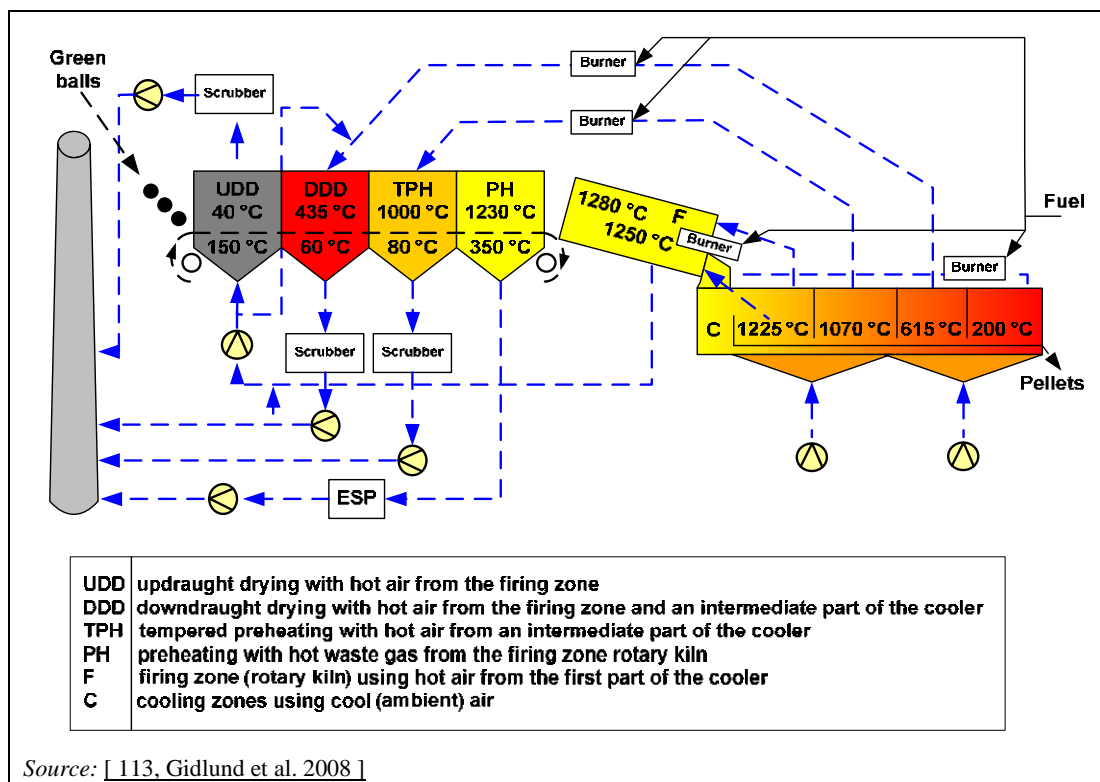 Green
balls
Scrubber
Burner
Burner
UDD
40 °C
150 °C
DDD
435 °C
60 °C
TPH
1000 °C
80 °C
PH
1230 °C
350 °C
1280 °C F
1250 °C
Burner
Fuel
Burner
C 1225 °C 1070 °C 615 °C 200 °C
Pellets
Scrubber
Scrubber
ESP
UDD updraught drying with hot air from the firing zone
DDD downdraught drying with hot air from the firing zone and an intermediate part of the cooler
TPH tempered preheating with hot air from an intermediate part of the cooler
PH preheating with hot waste gas from the firing zone rotary kiln
F firing zone (rotary kiln) using hot air from the first part of the cooler
C cooling zones using cool (ambient) air
Source: [ 113, Gidlund et al. 2008 ]